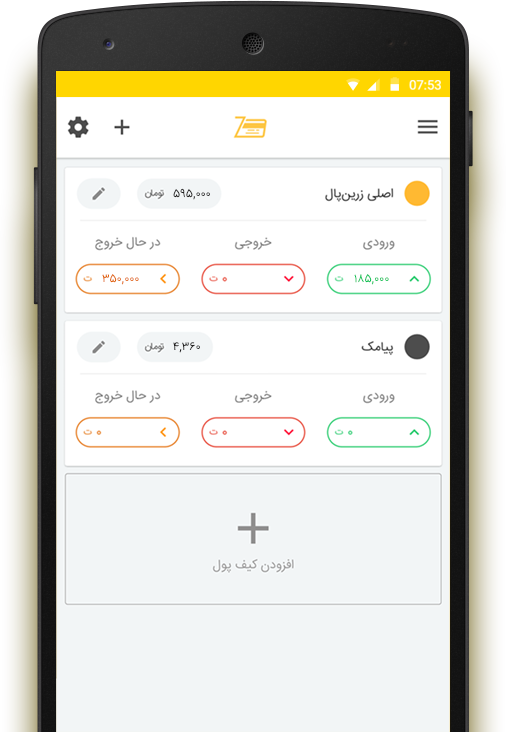 07:53
اصلی زرین‌پال
۵۹۵,۰۰۰ تومان
ورودی خروجی در حال خروج
۱۸۵,۰۰۰ ت ۰ ت ۳۵۰,۰۰۰ ت
پیامک
۴,۳۶۰ تومان
ورودی خروجی در حال خروج
۰ ت ۰ ت ۰ ت
افزودن کیف پول